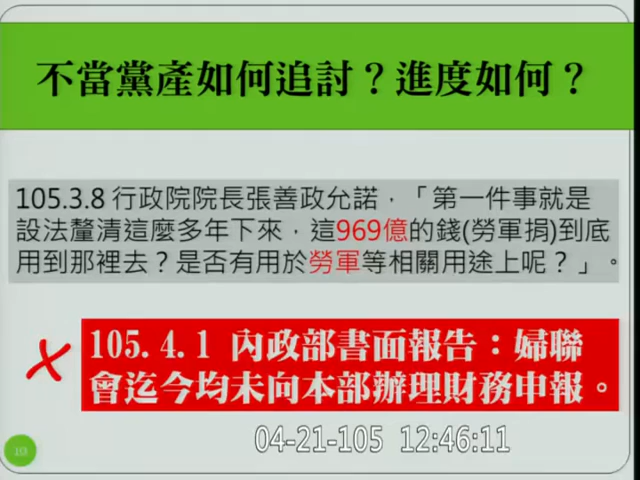 不當黨產如何追討？進度如何？
105.3.8 行政院院長張善政允諾，「第一件事就是
設法釐清這麼多年下來，這969億的錢(勞軍捐)到底
用到那裡去？是否有用於勞軍等相關用途上呢？」。
105.4.1 內政部書面報告：婦聯
會迄今均未向本部辦理財務申報。
04-21-105 12:46:11